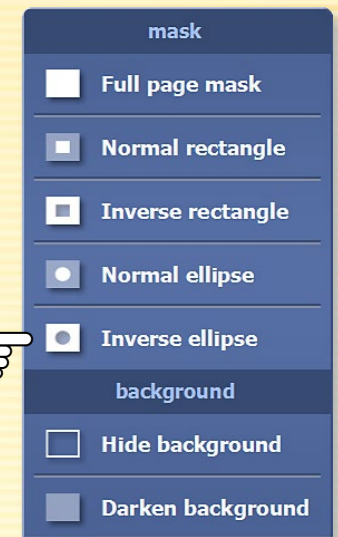 mask
Full page mask
Normal rectangle
Inverse rectangle
Normal ellipse
Inverse ellipse
background
Hide background
Darken background